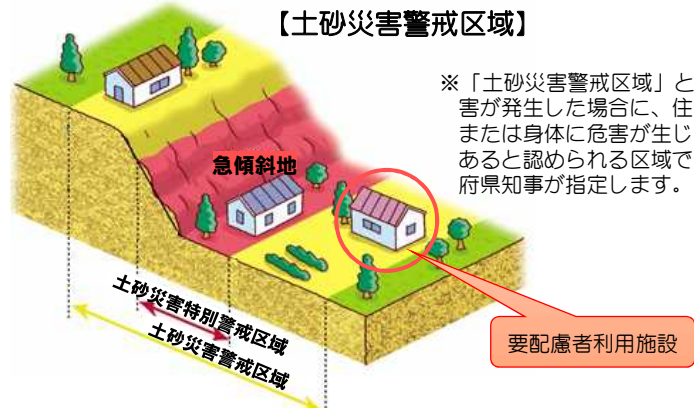 【土砂災害警戒区域】
※「土砂災害警戒区域」と
害が発生した場合に、住
または身体に危害が生じ
あると認められる区域で
府県知事が指定します。
急傾斜地
土砂災害特別警戒区域
土砂災害警戒区域
要配慮者利用施設